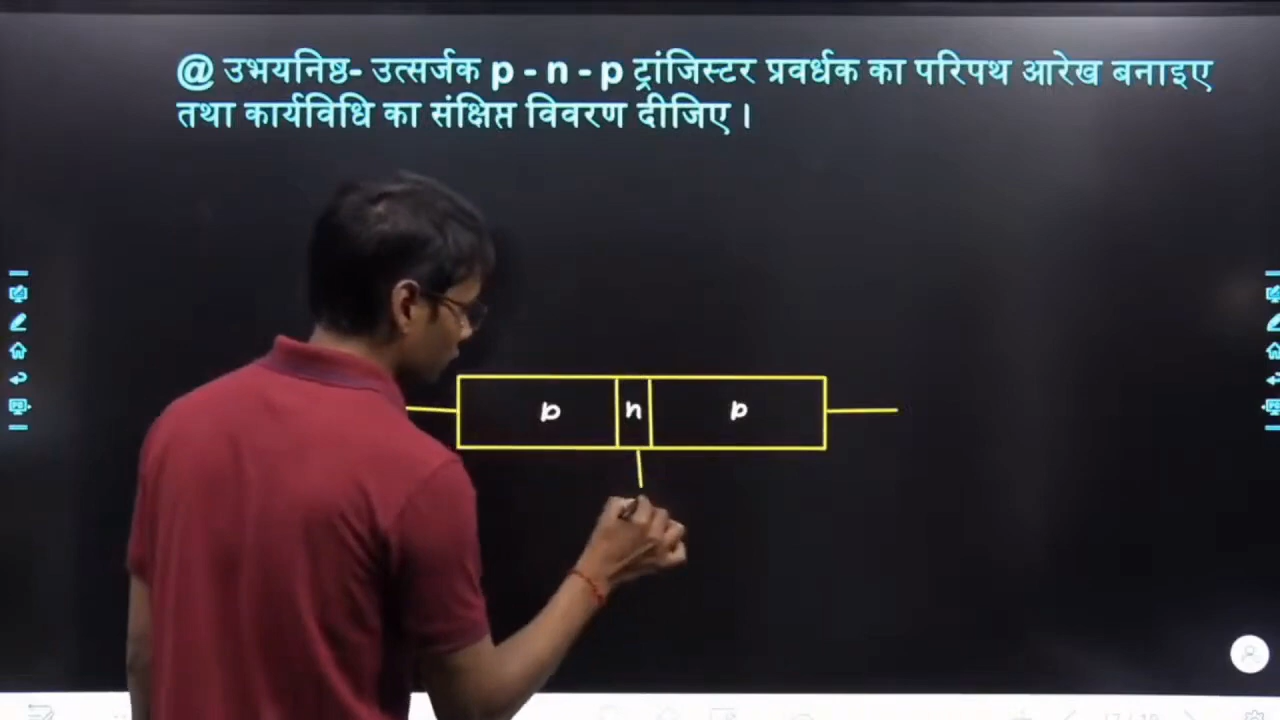 @ उभयनिष्ठ- उत्सर्जक p - n - p ट्रांजिस्टर प्रवर्धक का परिपथ आरेख बनाइए
तथा कार्यविधि का संक्षिप्त विवरण दीजिए ।
p n p